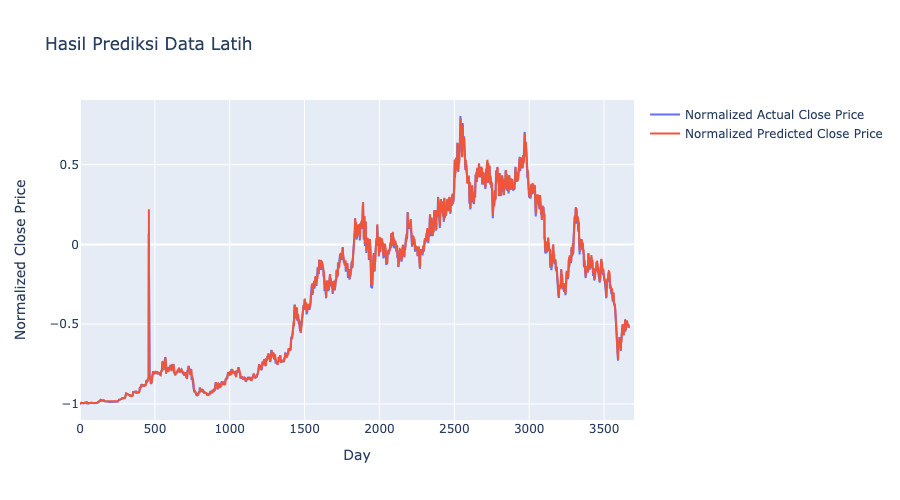 Hasil Prediksi Data Latih
Normalized Actual Close Price
Normalized Predicted Close Price
Normalized Close Price
0.5
0
−0.5
−1
0 500 1000 1500 2000 2500 3000 3500
Day